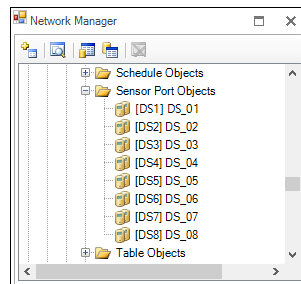 Network Manager
Schedule Objects
Sensor Port Objects
[DS1] DS_01
[DS2] DS_02
[DS3] DS_03
[DS4] DS_04
[DS5] DS_05
[DS6] DS_06
[DS7] DS_07
[DS8] DS_08
Table Objects